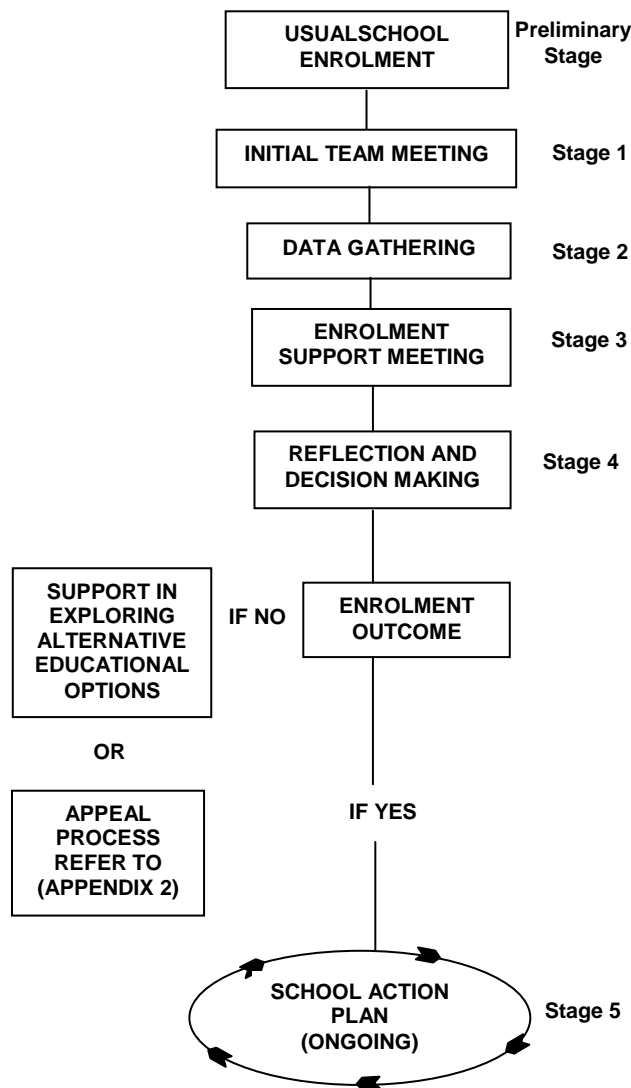 USUALSCHOOL
ENROLMENT
Preliminary
Stage
INITIAL TEAM MEETING
Stage 1
DATA GATHERING
Stage 2
ENROLMENT
SUPPORT MEETING
Stage 3
REFLECTION AND
DECISION MAKING
Stage 4
SUPPORT IN
EXPLORING
ALTERNATIVE
EDUCATIONAL
OPTIONS
IF NO
ENROLMENT
OUTCOME
OR
APPEAL
PROCESS
REFER TO
(APPENDIX 2)
IF YES
SCHOOL ACTION
PLAN
(ONGOING)
Stage 5